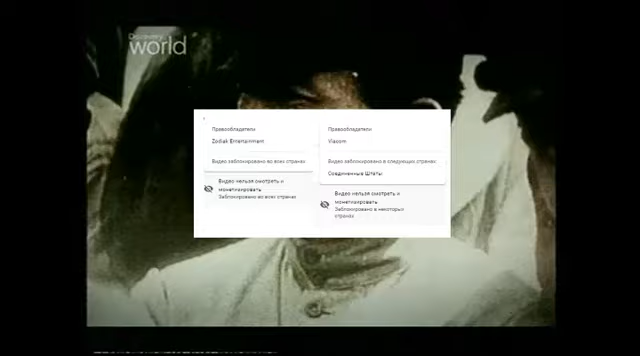 Discovery
world
Правообладатели
Zodiak Entertainment
Видео заблокировано во всех странах
Видео нельзя смотреть и
монетизировать
Заблокировано во всех странах
Правообладатели
Viacom
Видео заблокировано в следующих странах
Соединенные Штаты
Видео нельзя смотреть и
монетизировать
Заблокировано в некоторых
странах